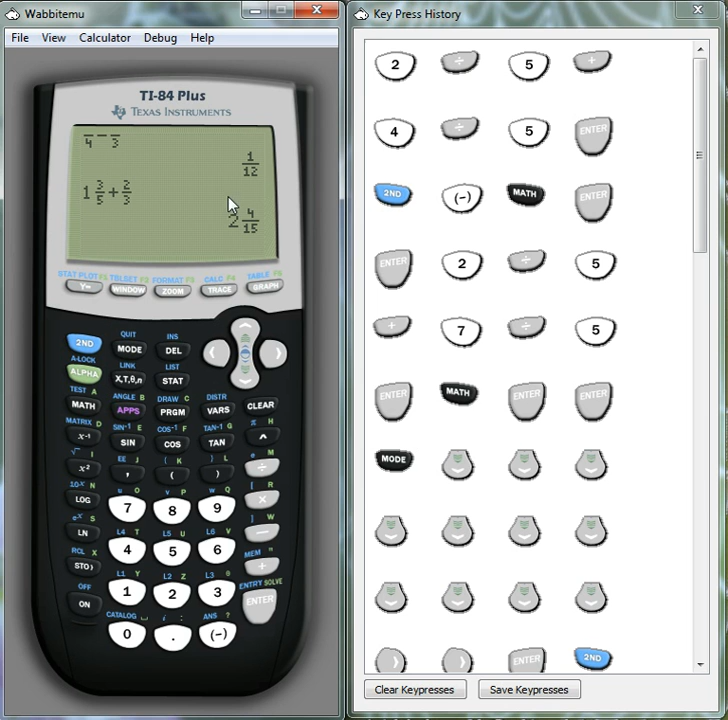 Wabbitemu
File View Calculator Debug Help
TI-84 Plus
TEXAS INSTRUMENTS
4 3
1/12
1 3/5+2/3
2 4/15
STAT PLOT F1 TBLSET F2 FORMAT F3 CALC F4 TABLE F5
Y= WINDOW ZOOM TRACE GRAPH
QUIT INS
2ND MODE DEL
A-LOCK LINK LIST
ALPHA X,T,θ,n STAT
TEST A ANGLE B DRAW C DISTR
MATH APPS PRGM VARS CLEAR
MATRIX D SIN⁻¹ E COS⁻¹ F TAN⁻¹ G π H
x⁻¹ SIN COS TAN ^
√ I EE J { K } L e M
x² , ( ) ÷
10ˣ N u O v P w Q [ R
LOG 7 8 9 ×
eˣ S L4 T L5 U L6 V ] W
LN 4 5 6 —
RCL X L1 Y L2 Z L3 θ MEM "
STO⟩ 1 2 3 +
OFF CATALOG ⎵ i : ANS ? ENTRY SOLVE
ON 0 . (-) ENTER
Key Press History
2 ÷ 5 +
4 ÷ 5 ENTER
2ND (-) MATH ENTER
ENTER 2 ÷ 5
+ 7 ÷ 5
ENTER MATH ENTER ENTER
MODE
ENTER 2ND
Clear Keypresses Save Keypresses